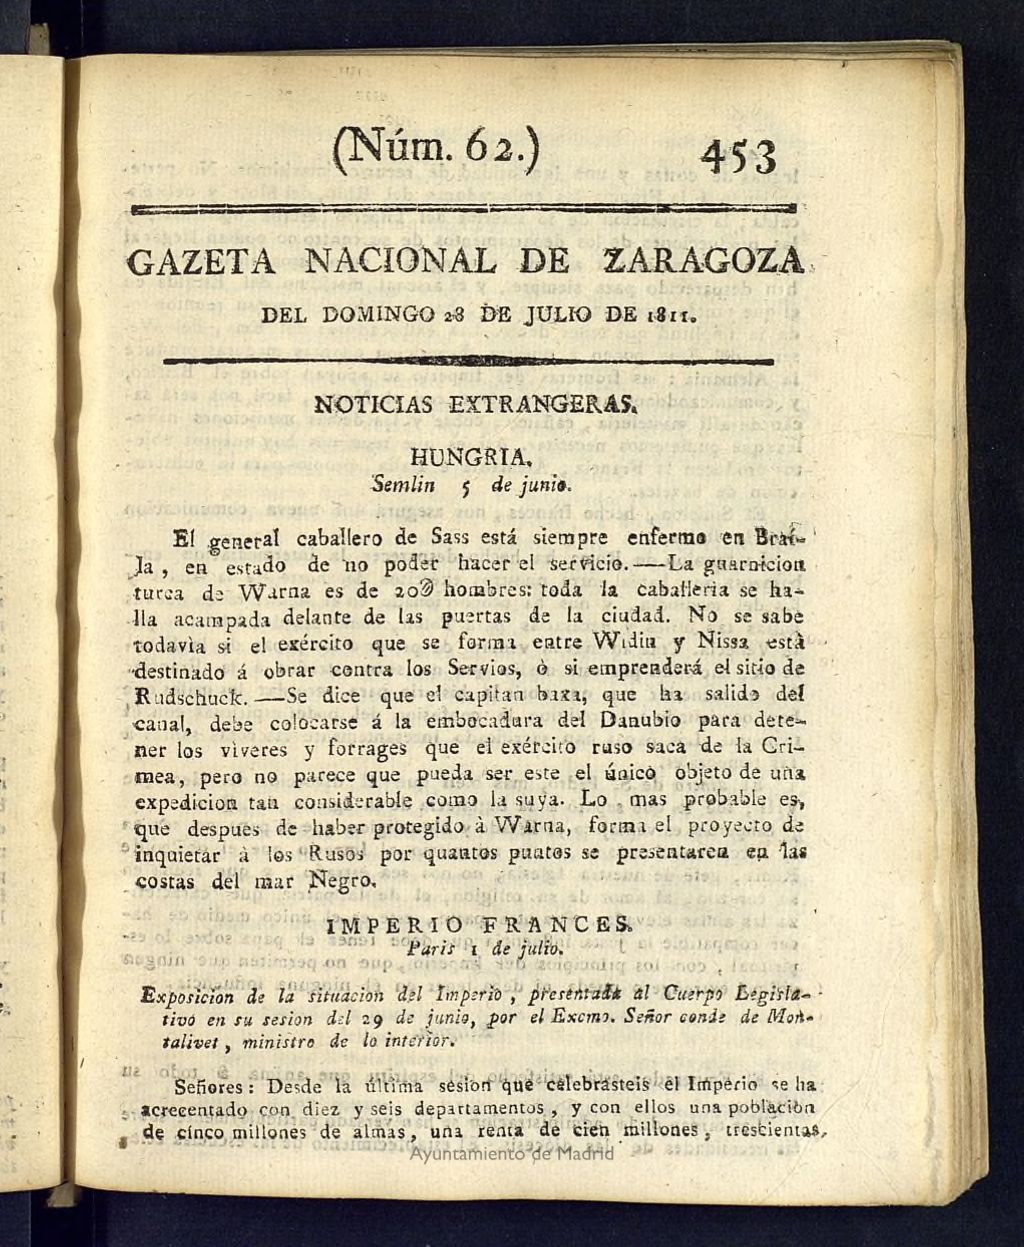 (Núm. 62.) 453
GAZETA NACIONAL DE ZARAGOZA
DEL DOMINGO 28 DE JULIO DE 1811.
NOTICIAS EXTRANGERAS.
HUNGRIA.
Semlin 5 de junio.
El general caballero de Sass está siempre enfermo en Brai-
la, en estado de no poder hacer el servicio.—La guarnicion
turca de Warna es de 20@ hombres: toda la caballeria se ha-
lla acampada delante de las puertas de la ciudad. No se sabe
todavia si el exército que se forma entre Widin y Nissa está
destinado á obrar contra los Servios, ò si emprenderá el sitio de
Rudschuck.—Se dice que el capitan baxa, que ha salido del
canal, debe colocarse á la embocadura del Danubio para dete-
ner los viveres y forrages que el exército ruso saca de la Cri-
mea, pero no parece que pueda ser este el único objeto de una
expedicion tan considerable como la suya. Lo mas probable es,
que despues de haber protegido à Warna, forma el proyecto de
inquietar à los Rusos por quantos puntos se presentaren en las
costas del mar Negro.
IMPERIO FRANCES.
Paris 1 de julio.
Exposición de la situacion del Imperio, presentada al Cuerpo Legisla-
tivo en su sesion del 29 de junio, por el Excmo. Señor conde de Mon-
talivet, ministro de lo interior.
Señores: Desde la última sesion que celebrasteis el Imperio se ha
acrecentado con diez y seis departamentos, y con ellos una poblaciòn
de cinco millones de almas, una renta de cien millones, trescientas
Ayuntamiento de Madrid